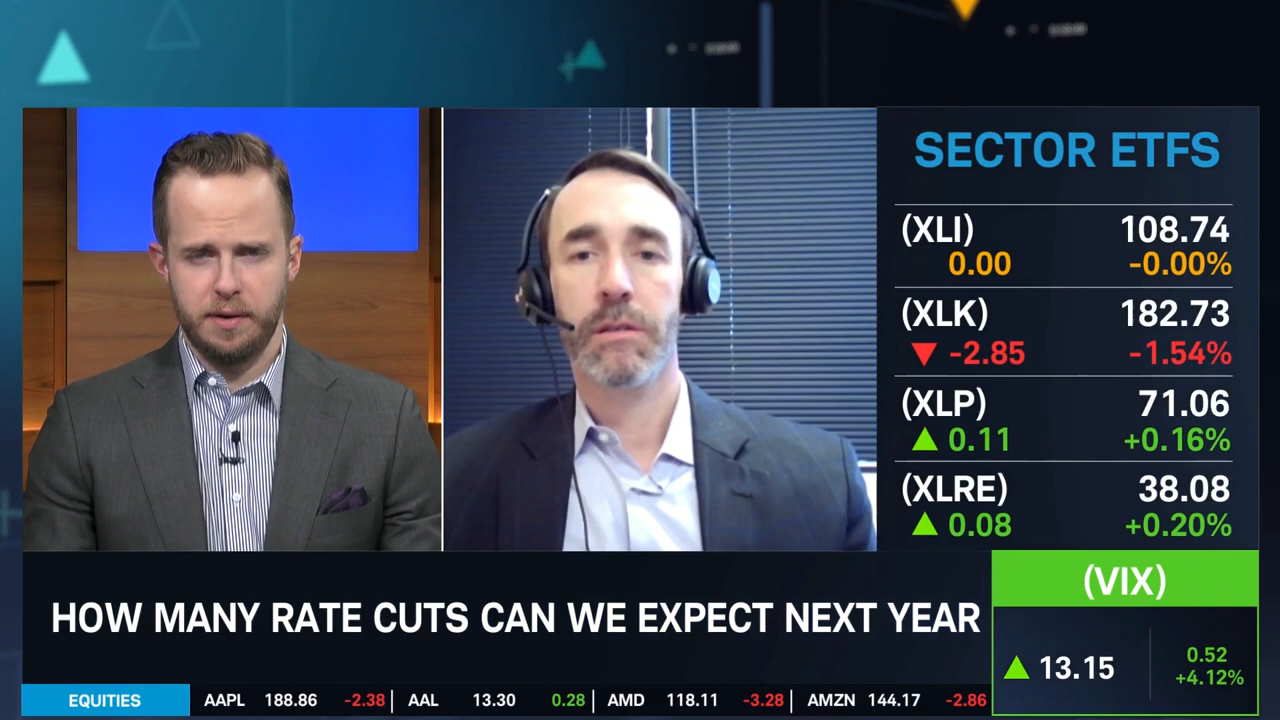 SECTOR ETFS
(XLI) 108.74
0.00 -0.00%
(XLK) 182.73
▼ -2.85 -1.54%
(XLP) 71.06
▲ 0.11 +0.16%
(XLRE) 38.08
▲ 0.08 +0.20%
HOW MANY RATE CUTS CAN WE EXPECT NEXT YEAR
(VIX)
▲ 13.15 0.52
+4.12%
EQUITIES AAPL 188.86 -2.38 AAL 13.30 0.28 AMD 118.11 -3.28 AMZN 144.17 -2.86